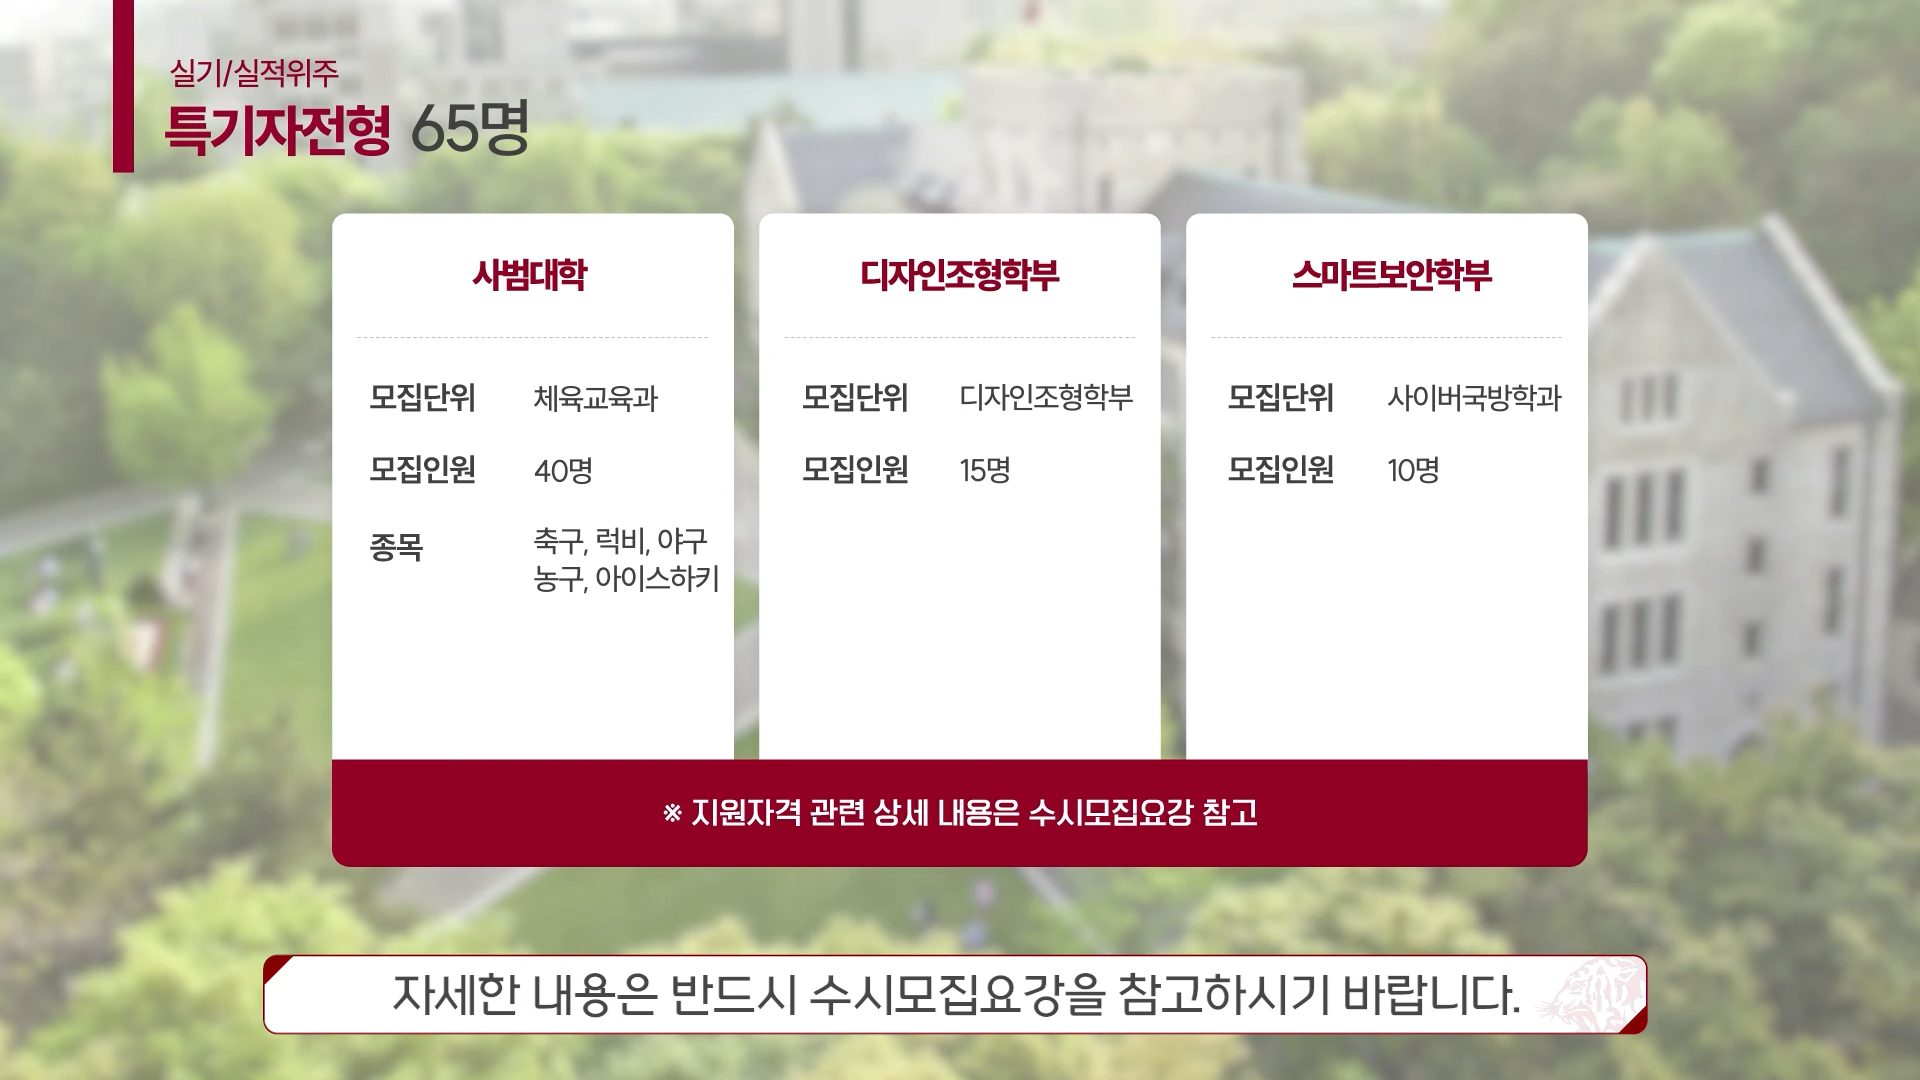 실기/실적위주
특기자전형 65명
사범대학
모집단위 체육교육과
모집인원 40명
종목 축구, 럭비, 야구
농구, 아이스하키
디자인조형학부
모집단위 디자인조형학부
모집인원 15명
스마트보안학부
모집단위 사이버국방학과
모집인원 10명
※ 지원자격 관련 상세 내용은 수시모집요강 참고
자세한 내용은 반드시 수시모집요강을 참고하시기 바랍니다.